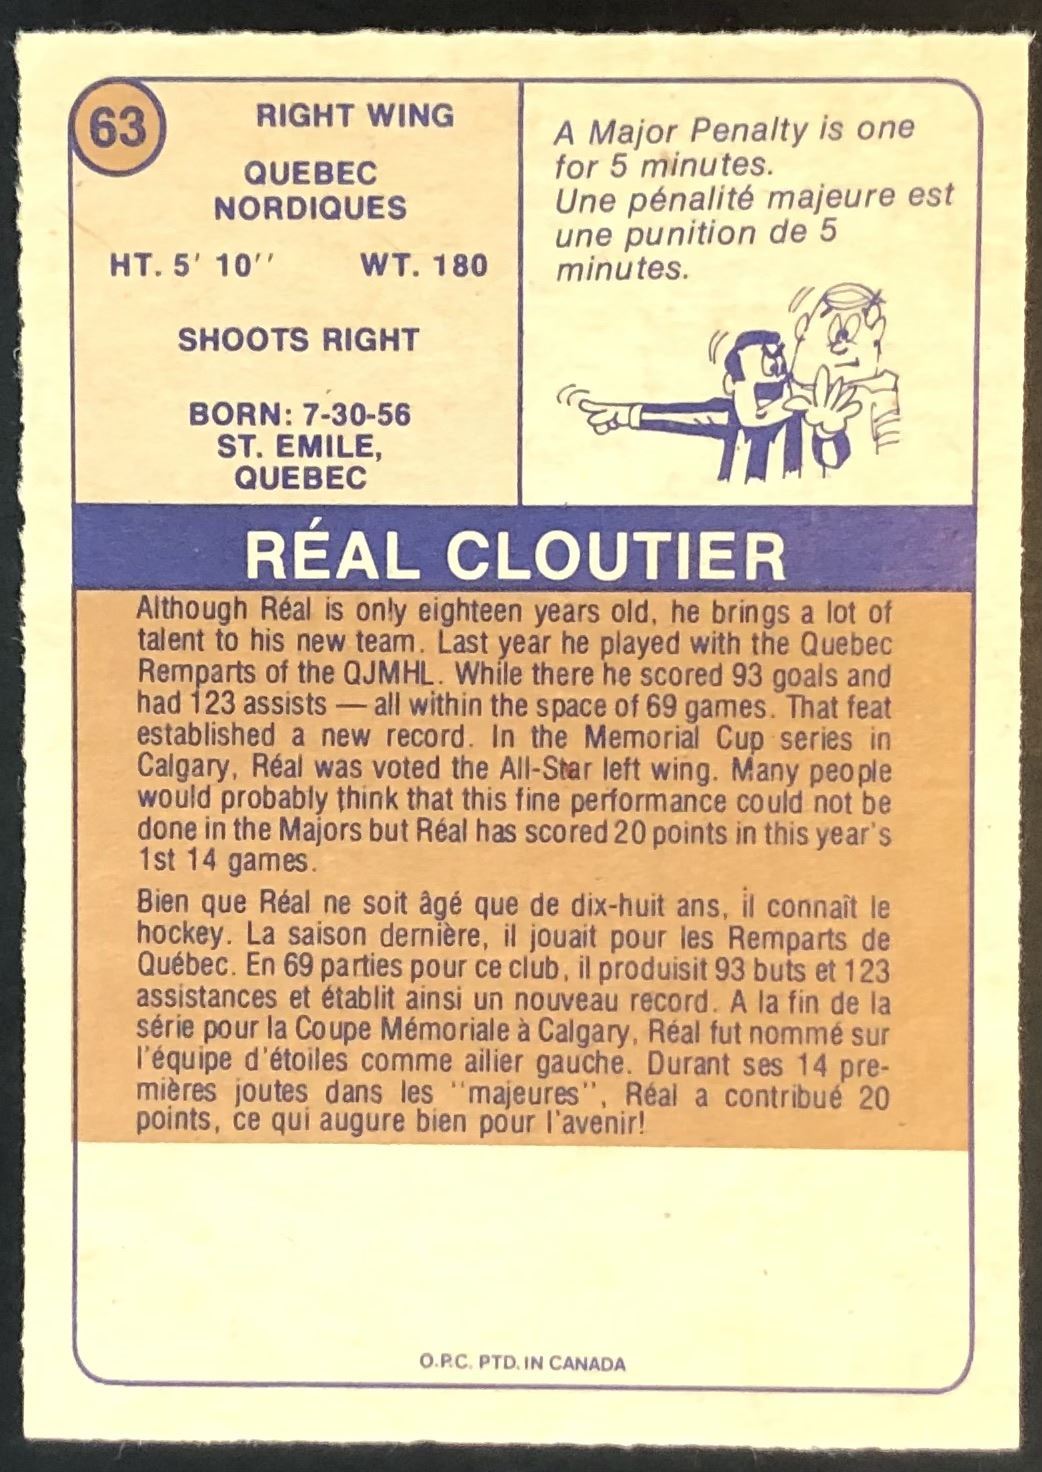 63
RIGHT WING
QUEBEC
NORDIQUES
HT. 5' 10'' WT. 180
SHOOTS RIGHT
BORN: 7-30-56
ST. EMILE,
QUEBEC
A Major Penalty is one
for 5 minutes.
Une pénalité majeure est
une punition de 5
minutes.
RÉAL CLOUTIER
Although Réal is only eighteen years old, he brings a lot of
talent to his new team. Last year he played with the Quebec
Remparts of the QJMHL. While there he scored 93 goals and
had 123 assists — all within the space of 69 games. That feat
established a new record. In the Memorial Cup series in
Calgary, Réal was voted the All-Star left wing. Many people
would probably think that this fine performance could not be
done in the Majors but Réal has scored 20 points in this year's
1st 14 games.
Bien que Réal ne soit âgé que de dix-huit ans, il connaît le
hockey. La saison dernière, il jouait pour les Remparts de
Québec. En 69 parties pour ce club, il produisit 93 buts et 123
assistances et établit ainsi un nouveau record. A la fin de la
série pour la Coupe Mémoriale à Calgary, Réal fut nommé sur
l'équipe d'étoiles comme ailier gauche. Durant ses 14 pre-
mières joutes dans les ''majeures'', Réal a contribué 20
points, ce qui augure bien pour l'avenir!
O.P.C. PTD. IN CANADA